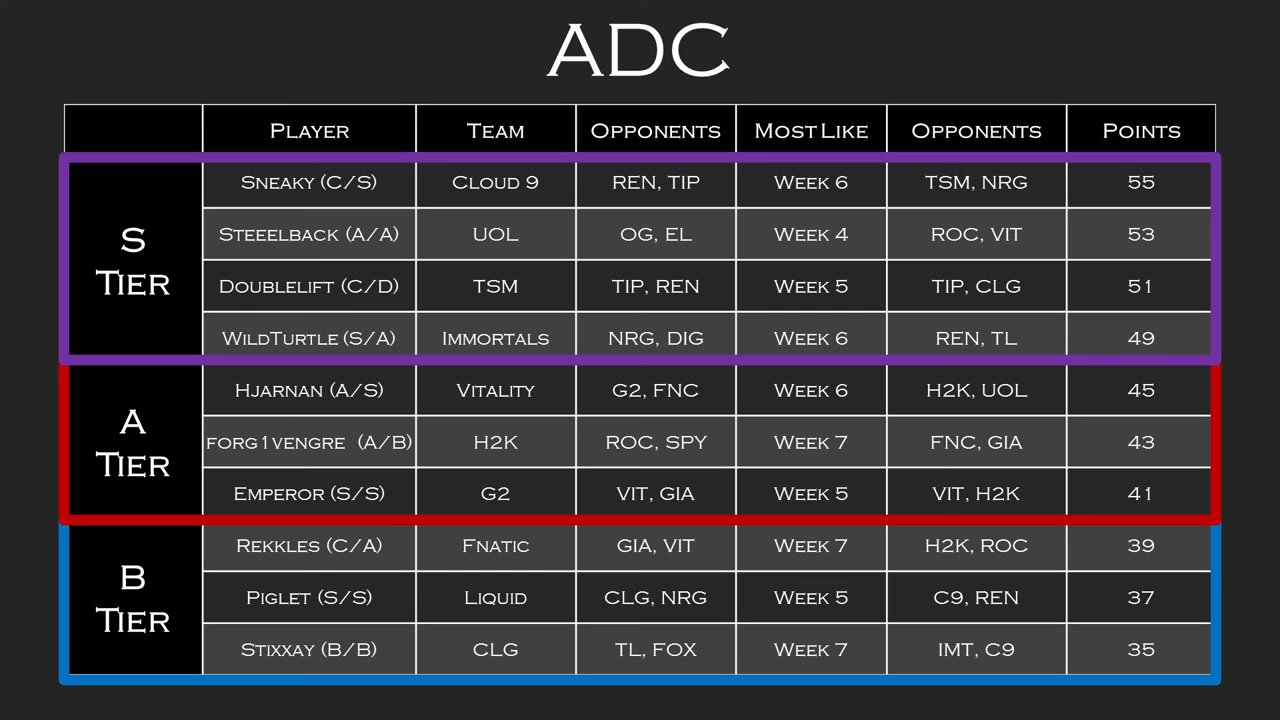 ADC
Player Team Opponents Most Like Opponents Points
S Tier
Sneaky (C/S) Cloud 9 REN, TIP Week 6 TSM, NRG 55
Steeelback (A/A) UOL OG, EL Week 4 ROC, VIT 53
Doublelift (C/D) TSM TIP, REN Week 5 TIP, CLG 51
WildTurtle (S/A) Immortals NRG, DIG Week 6 REN, TL 49
A Tier
Hjarnan (A/S) Vitality G2, FNC Week 6 H2K, UOL 45
forg1vengre (A/B) H2K ROC, SPY Week 7 FNC, GIA 43
Emperor (S/S) G2 VIT, GIA Week 5 VIT, H2K 41
B Tier
Rekkles (C/A) Fnatic GIA, VIT Week 7 H2K, ROC 39
Piglet (S/S) Liquid CLG, NRG Week 5 C9, REN 37
Stixxay (B/B) CLG TL, FOX Week 7 IMT, C9 35